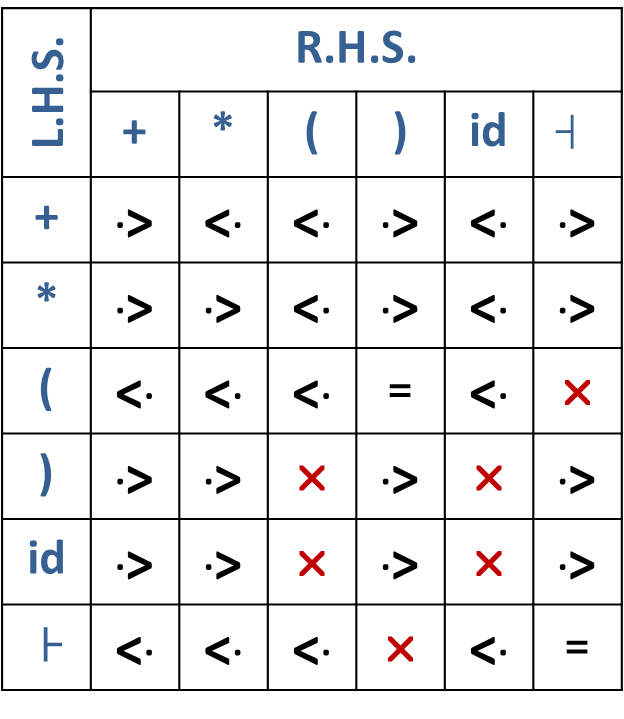 L.H.S. R.H.S.
+ * ( ) id ⊣
+ ·> <· <· ·> <· ·>
* ·> ·> <· ·> <· ·>
( <· <· <· = <· ×
) ·> ·> × ·> × ·>
id ·> ·> × ·> × ·>
⊢ <· <· <· × <· =